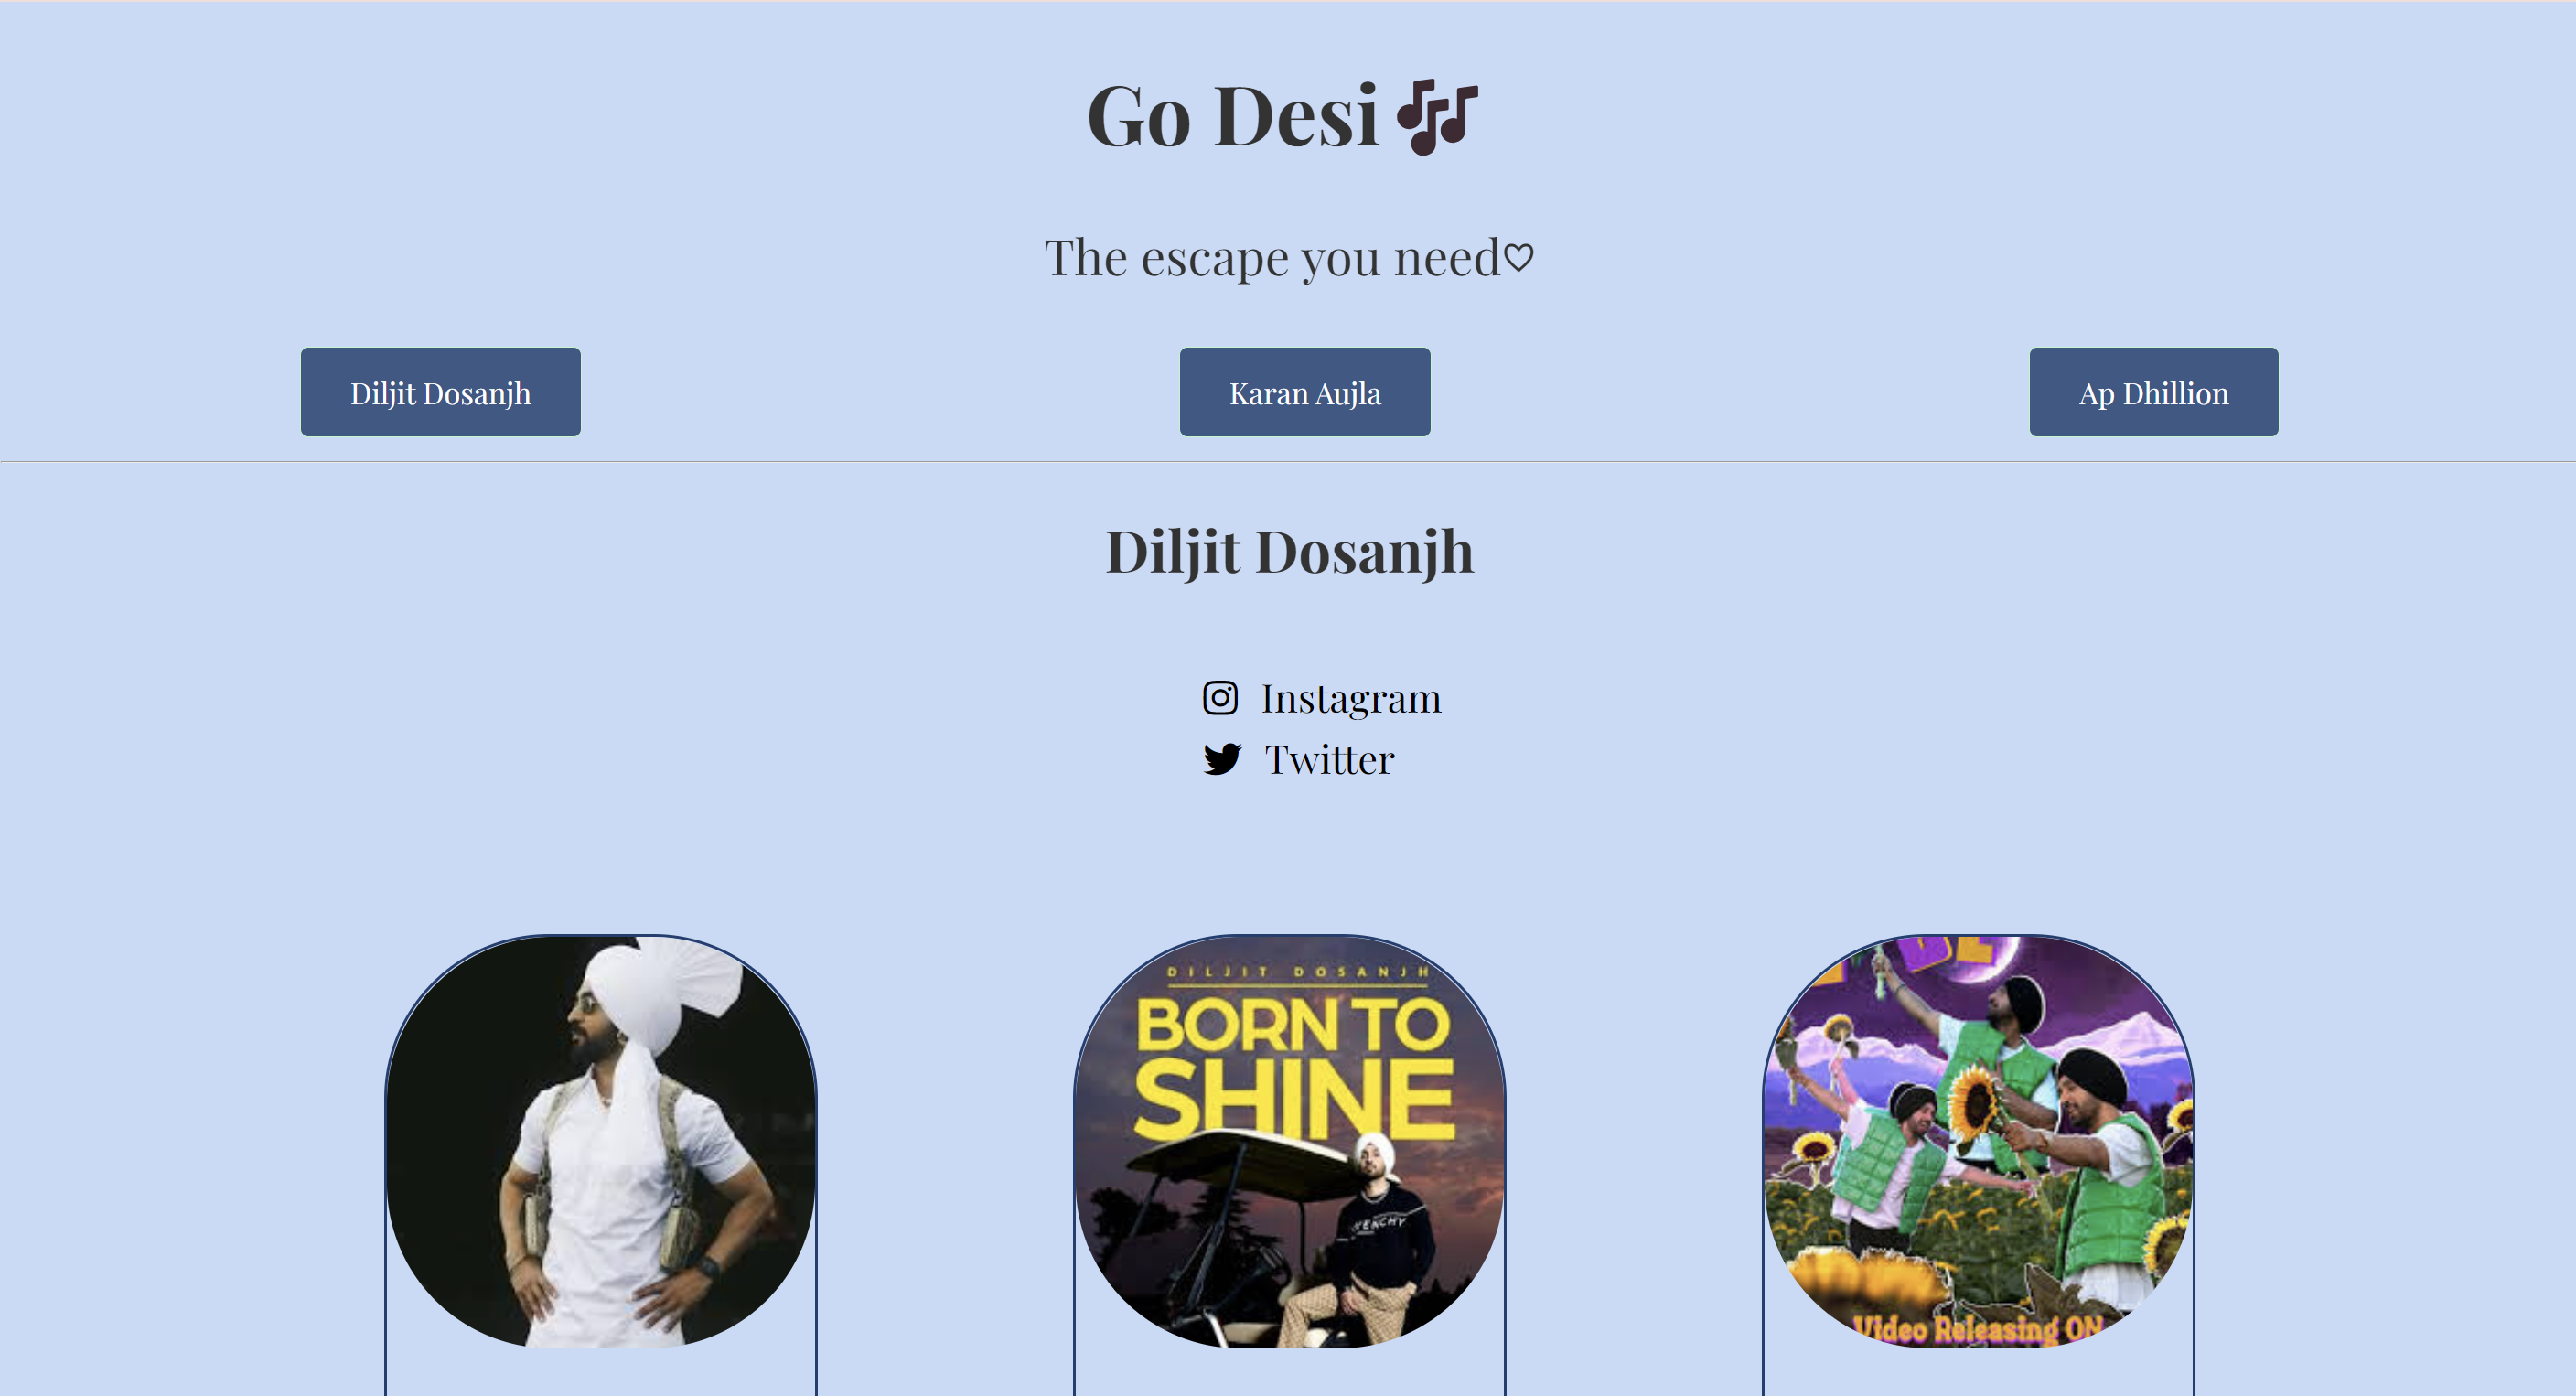 Go Desi 🎶
The escape you need♡
Diljit Dosanjh
Karan Aujla
Ap Dhillion
Diljit Dosanjh
Instagram
Twitter
DILJIT DOSANJH
BORN TO
SHINE
BE
Video Releasing ON